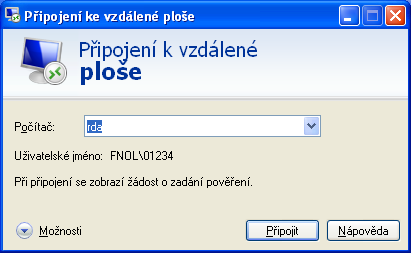 Připojení ke vzdálené ploše
Připojení k vzdálené
ploše
Počítač: rda
Uživatelské jméno: FNOL\01234
Při připojení se zobrazí žádost o zadání pověření.
Možnosti Připojit Nápověda